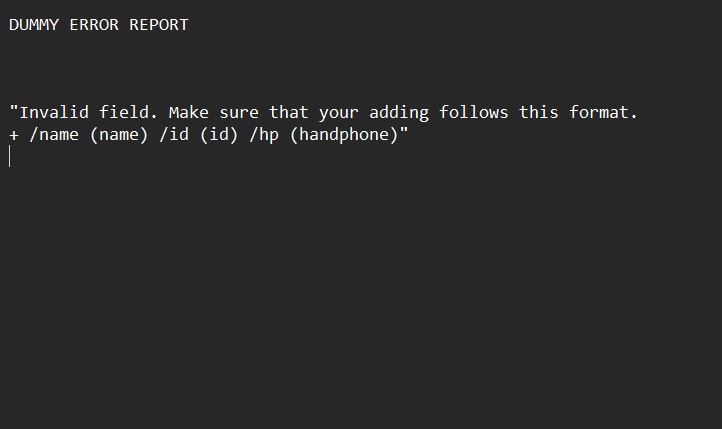 DUMMY ERROR REPORT
"Invalid field. Make sure that your adding follows this format.
+ /name (name) /id (id) /hp (handphone)"